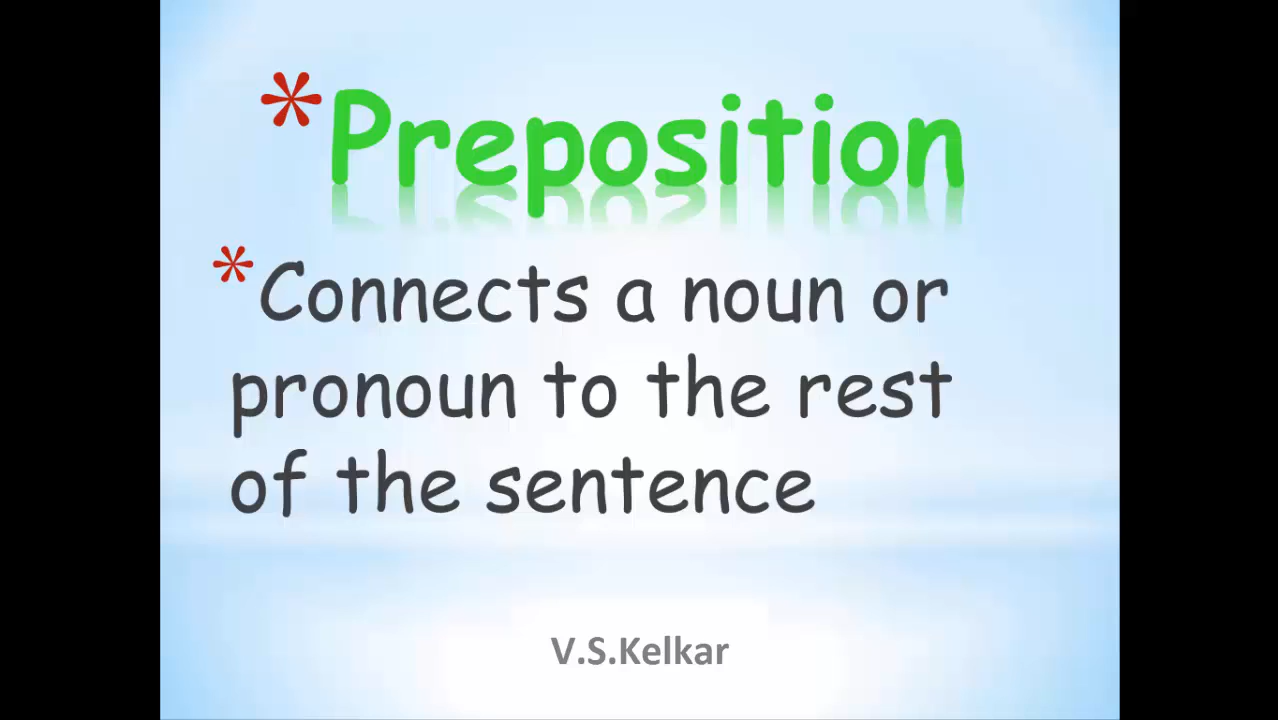 *Preposition
*Connects a noun or
pronoun to the rest
of the sentence
V.S.Kelkar